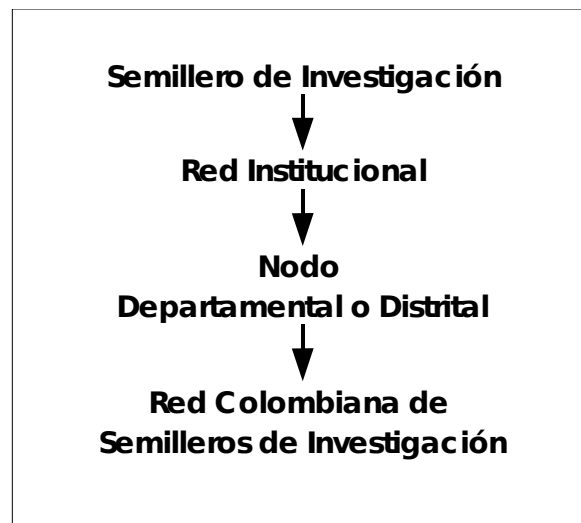 Semillero de Investigación
Red Institucional
Nodo
Departamental o Distrital
Red Colombiana de
Semilleros de Investigación